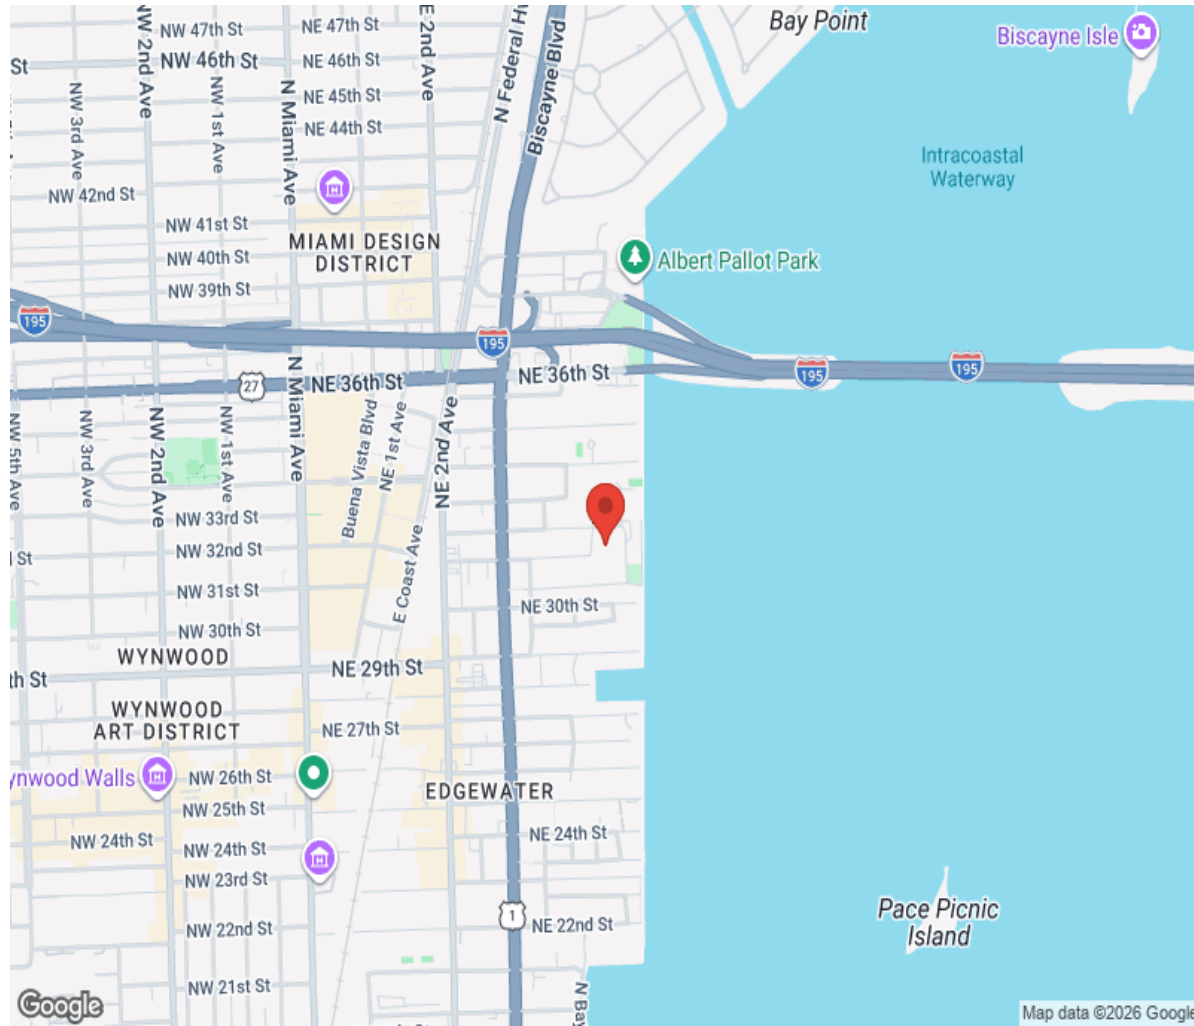 NW 47th St
NE 47th St
Bay Point
Biscayne Isle
St
NW 46th St
NE 46th St
NW 2nd Ave
NE 45th St
NE 44th St
NW 3rd Ave
NW 1st Ave
N Miami Ave
E 2nd Ave
N Federal H
Biscayne Blvd
Intracoastal
Waterway
NW 42nd St
NW 41st St
MIAMI DESIGN
DISTRICT
NW 40th St
Albert Pallot Park
NW 39th St
195
195
195
195
27
NE 36th St
NE 36th St
N Miami Ave
NW 5th Ave
NW 3rd Ave
NW 2nd Ave
NW 1st Ave
Buena Vista Blvd
NE 1st Ave
NE 2nd Ave
E Coast Ave
NW 33rd St
NW 32nd St
St
NW 31st St
NE 30th St
NW 30th St
WYNWOOD
th St
NE 29th St
WYNWOOD
ART DISTRICT
NE 27th St
ynwood Walls
NW 26th St
EDGEWATER
NW 25th St
NW 24th St
NW 24th St
NE 24th St
NW 23rd St
1
NW 22nd St
NE 22nd St
Pace Picnic
Island
NW 21st St
N Bay
Google
Map data ©2026 Google